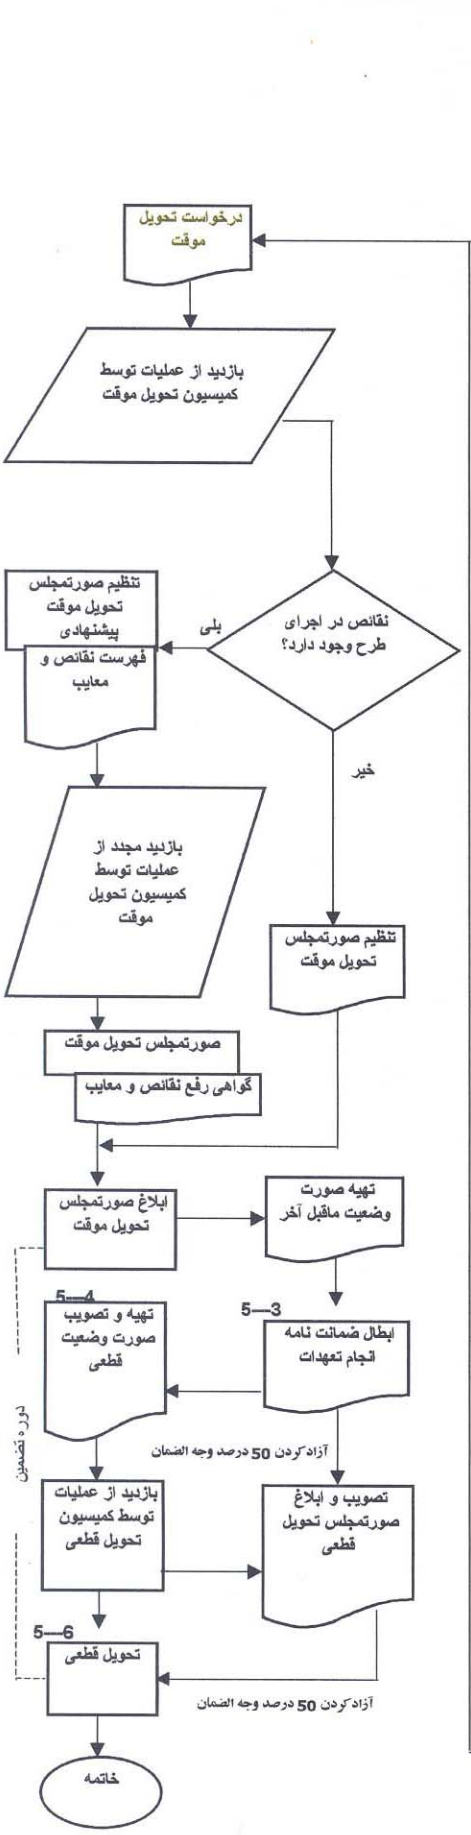 درخواست تحویل
موقت
بازدید از عملیات توسط
کمیسیون تحویل موقت
نقائص در اجرای
طرح وجود دارد؟
بلی
خیر
تنظیم صورتمجلس
تحویل موقت
پیشنهادی
فهرست نقائص و
معایب
بازدید مجدد از
عملیات توسط
کمیسیون تحویل
موقت
تنظیم صورتمجلس
تحویل موقت
صورتمجلس تحویل موقت
گواهی رفع نقائص و معایب
ابلاغ صورتمجلس
تحویل موقت
تهیه صورت
وضعیت ماقبل آخر
5—3
ابطال ضمانت نامه
انجام تعهدات
5—4
تهیه و تصویب
صورت وضعیت
قطعی
دوره تضمین
آزاد کردن 50 درصد وجه الضمان
بازدید از عملیات
توسط کمیسیون
تحویل قطعی
تصویب و ابلاغ
صورتمجلس تحویل
قطعی
5—6
تحویل قطعی
آزاد کردن 50 درصد وجه الضمان
خاتمه